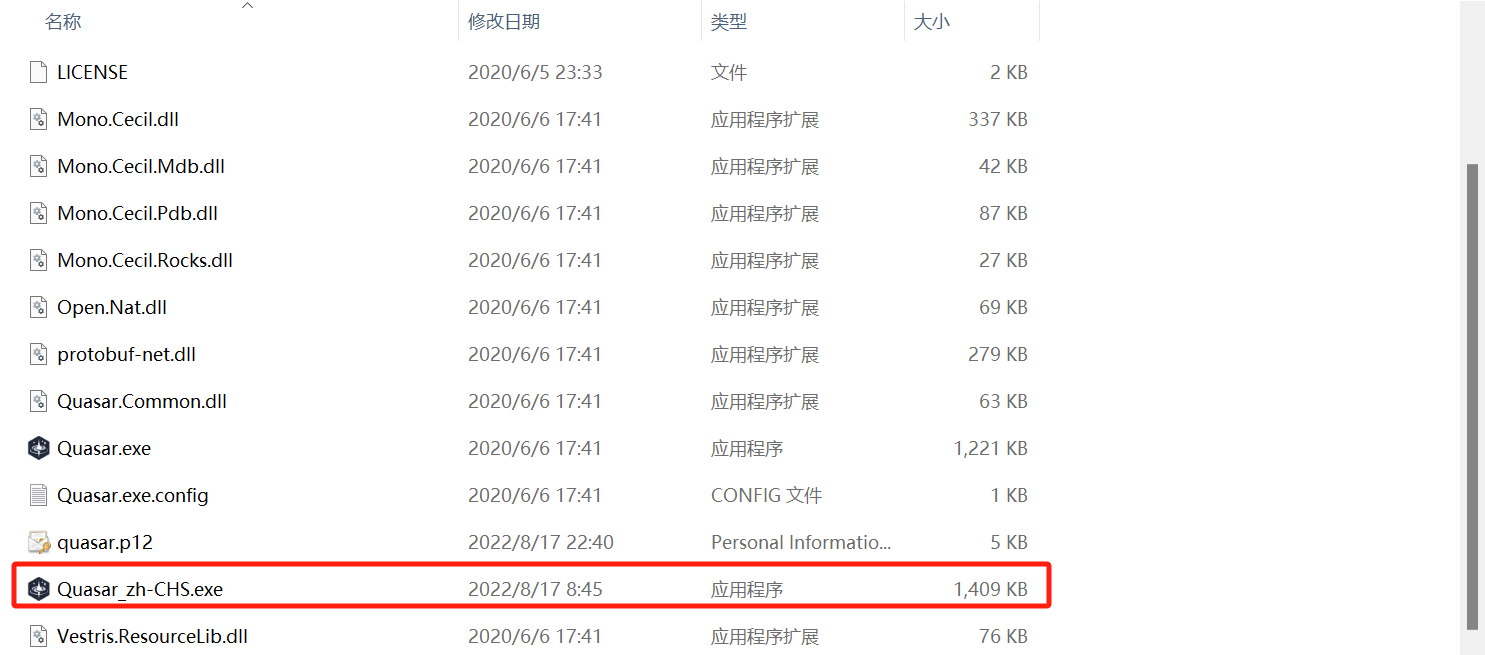 名称 修改日期 类型 大小
LICENSE 2020/6/5 23:33 文件 2 KB
Mono.Cecil.dll 2020/6/6 17:41 应用程序扩展 337 KB
Mono.Cecil.Mdb.dll 2020/6/6 17:41 应用程序扩展 42 KB
Mono.Cecil.Pdb.dll 2020/6/6 17:41 应用程序扩展 87 KB
Mono.Cecil.Rocks.dll 2020/6/6 17:41 应用程序扩展 27 KB
Open.Nat.dll 2020/6/6 17:41 应用程序扩展 69 KB
protobuf-net.dll 2020/6/6 17:41 应用程序扩展 279 KB
Quasar.Common.dll 2020/6/6 17:41 应用程序扩展 63 KB
Quasar.exe 2020/6/6 17:41 应用程序 1,221 KB
Quasar.exe.config 2020/6/6 17:41 CONFIG 文件 1 KB
quasar.p12 2022/8/17 22:40 Personal Informatio... 5 KB
Quasar_zh-CHS.exe 2022/8/17 8:45 应用程序 1,409 KB
Vestris.ResourceLib.dll 2020/6/6 17:41 应用程序扩展 76 KB